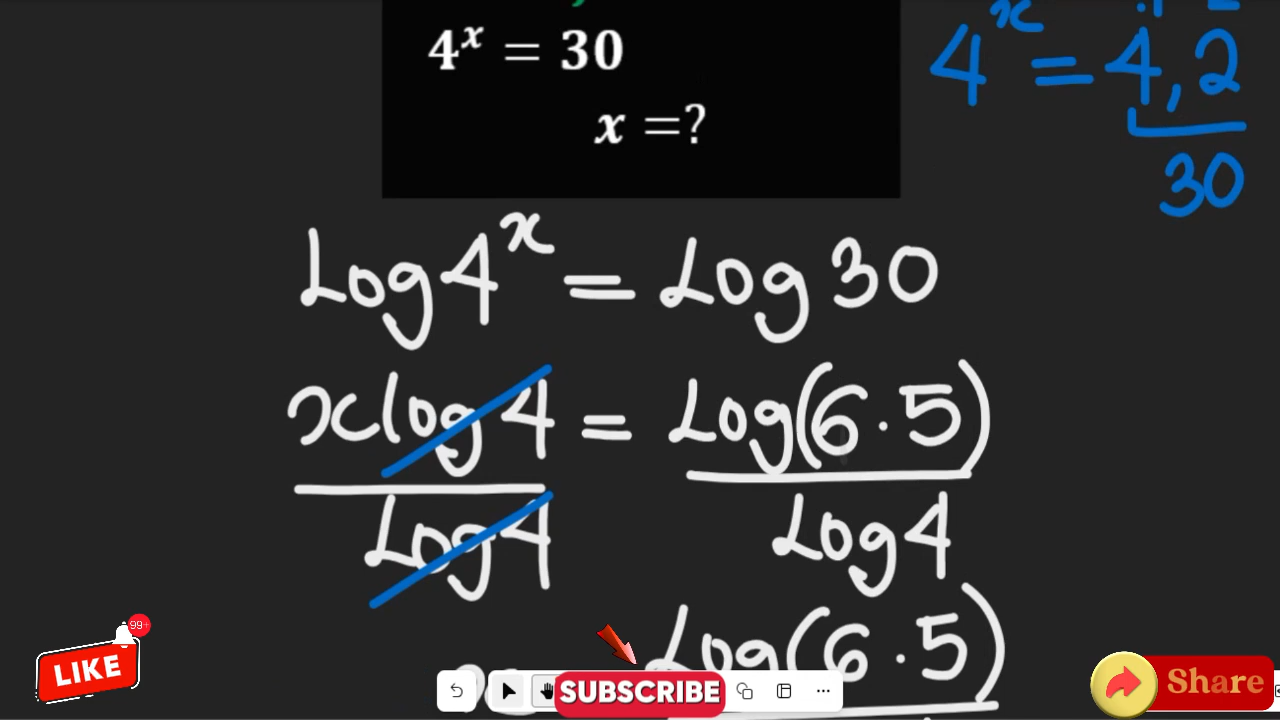 4^x = 30
x =?
4^x = 4,2
30
Log 4^x = Log 30
x log 4 = Log(6.5)
Log 4
Log 4
Log(6.5)
99+
LIKE
SUBSCRIBE
Share